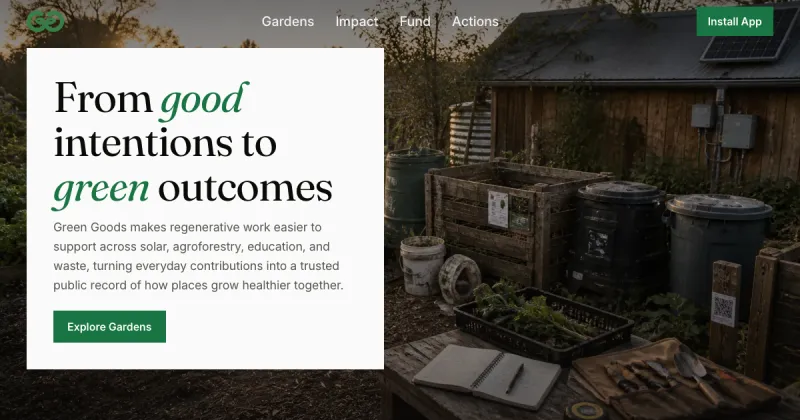 Gardens Impact Fund Actions
Install App
From good
intentions to
green outcomes
Green Goods makes regenerative work easier to
support across solar, agroforestry, education, and
waste, turning everyday contributions into a trusted
public record of how places grow healthier together.
Explore Gardens